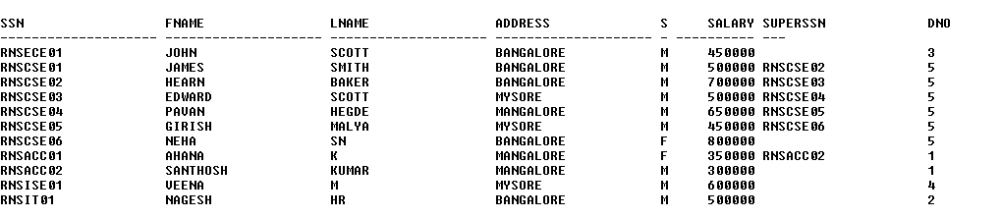 SSN FNAME LNAME ADDRESS S SALARY SUPERSSN DNO
-------------------- -------------------- -------------------- -------------------- - ---------- ---
RNSECE01 JOHN SCOTT BANGALORE M 450000 3
RNSCSE01 JAMES SMITH BANGALORE M 500000 RNSCSE02 5
RNSCSE02 HEARN BAKER BANGALORE M 700000 RNSCSE03 5
RNSCSE03 EDWARD SCOTT MYSORE M 500000 RNSCSE04 5
RNSCSE04 PAVAN HEGDE MANGALORE M 650000 RNSCSE05 5
RNSCSE05 GIRISH MALYA MYSORE M 450000 RNSCSE06 5
RNSCSE06 NEHA SN BANGALORE F 800000 5
RNSACC01 AHANA K MANGALORE F 350000 RNSACC02 1
RNSACC02 SANTHOSH KUMAR MANGALORE M 300000 1
RNSISE01 VEENA M MYSORE M 600000 4
RNSIT01 NAGESH HR BANGALORE M 500000 2